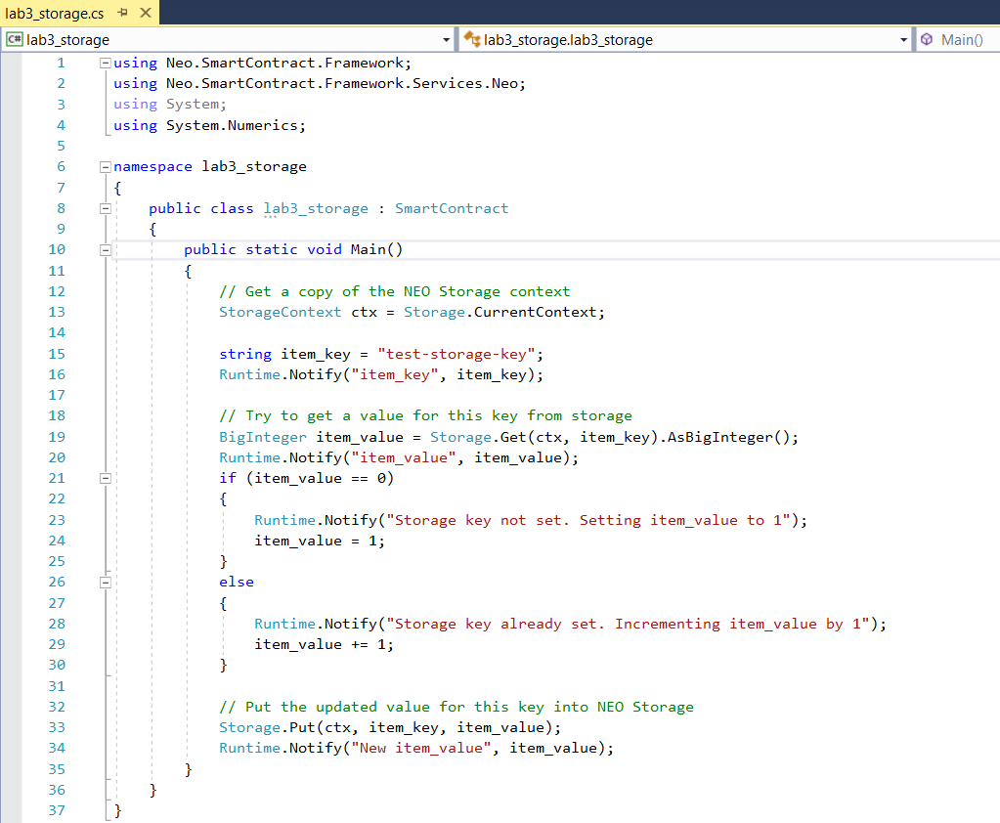 lab3_storage.cs
C# lab3_storage lab3_storage.lab3_storage Main()
1 using Neo.SmartContract.Framework;
2 using Neo.SmartContract.Framework.Services.Neo;
3 using System;
4 using System.Numerics;
5
6 namespace lab3_storage
7 {
8     public class lab3_storage : SmartContract
9     {
10         public static void Main()
11         {
12             // Get a copy of the NEO Storage context
13             StorageContext ctx = Storage.CurrentContext;
14
15             string item_key = "test-storage-key";
16             Runtime.Notify("item_key", item_key);
17
18             // Try to get a value for this key from storage
19             BigInteger item_value = Storage.Get(ctx, item_key).AsBigInteger();
20             Runtime.Notify("item_value", item_value);
21             if (item_value == 0)
22             {
23                 Runtime.Notify("Storage key not set. Setting item_value to 1");
24                 item_value = 1;
25             }
26             else
27             {
28                 Runtime.Notify("Storage key already set. Incrementing item_value by 1");
29                 item_value += 1;
30             }
31
32             // Put the updated value for this key into NEO Storage
33             Storage.Put(ctx, item_key, item_value);
34             Runtime.Notify("New item_value", item_value);
35         }
36     }
37 }